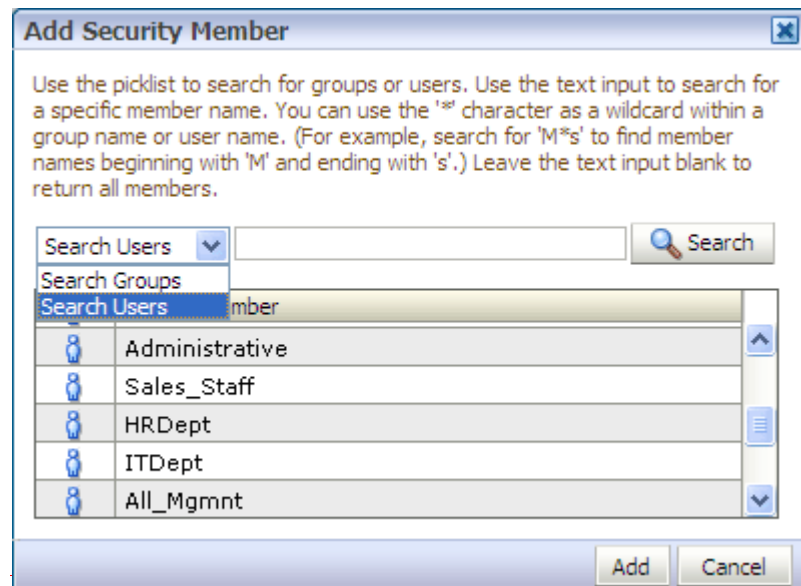 Add Security Member
Use the picklist to search for groups or users. Use the text input to search for
a specific member name. You can use the '*' character as a wildcard within a
group name or user name. (For example, search for 'M*s' to find member
names beginning with 'M' and ending with 's'.) Leave the text input blank to
return all members.
Search Users
Search
Search Groups
Search Users
mber
Administrative
Sales_Staff
HRDept
ITDept
All_Mgmnt
Add
Cancel